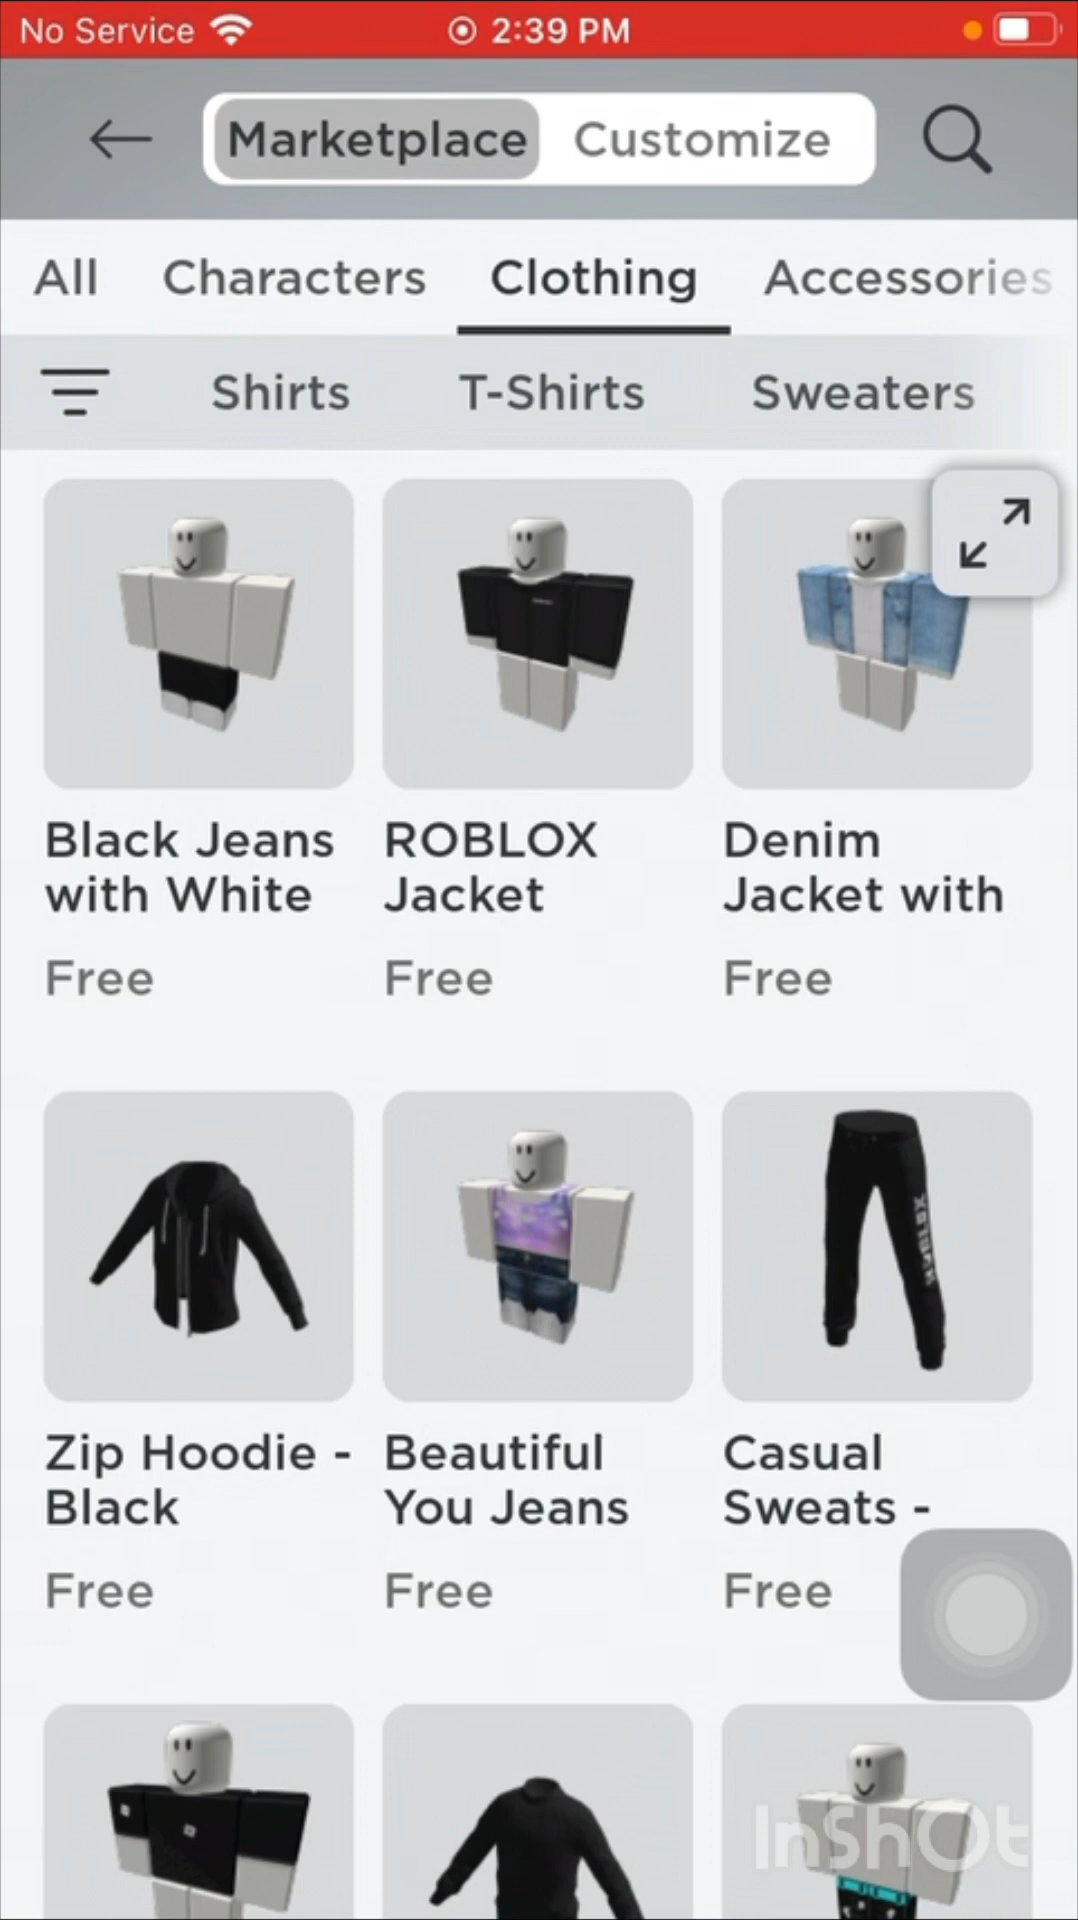 No Service 2:39 PM
Marketplace Customize
All Characters Clothing Accessories
Shirts T-Shirts Sweaters
Black Jeans with White
Free
ROBLOX Jacket
Free
Denim Jacket with
Free
Zip Hoodie - Black
Free
Beautiful You Jeans
Free
Casual Sweats -
Free
InShOt